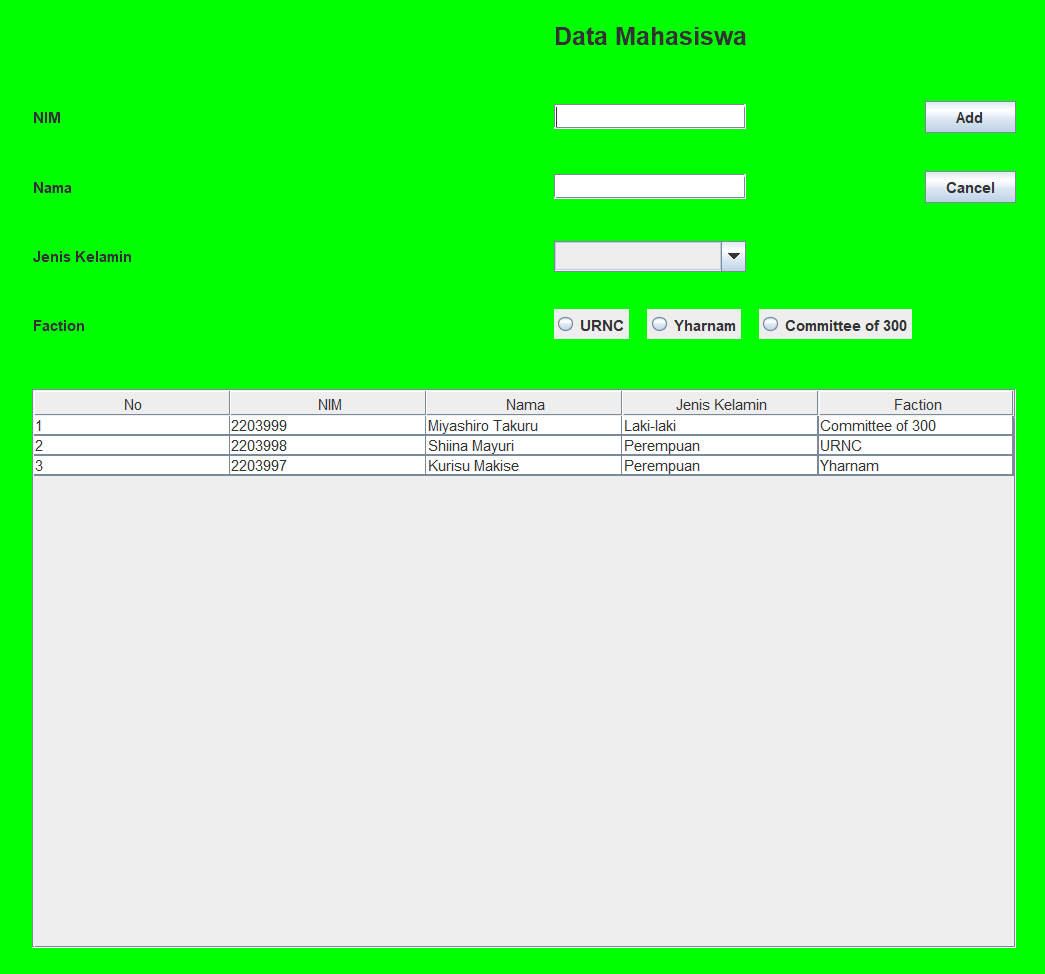 Data Mahasiswa
NIM
Add
Nama
Cancel
Jenis Kelamin
Faction URNC Yharnam Committee of 300
No NIM Nama Jenis Kelamin Faction
1 2203999 Miyashiro Takuru Laki-laki Committee of 300
2 2203998 Shiina Mayuri Perempuan URNC
3 2203997 Kurisu Makise Perempuan Yharnam